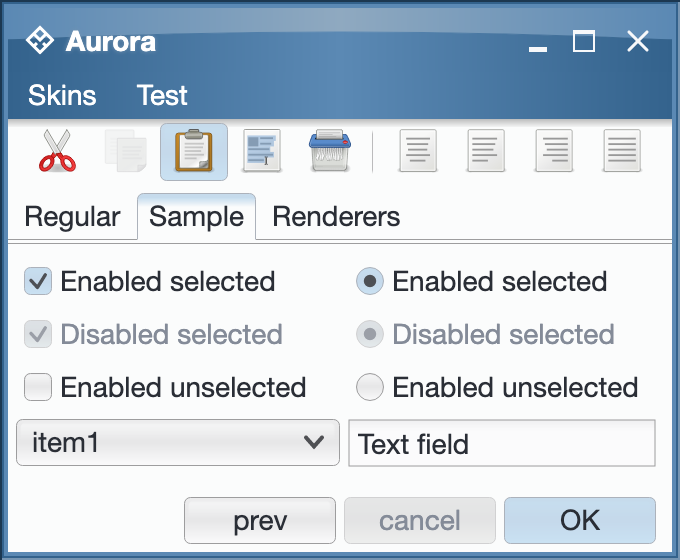 Aurora
Skins Test
Regular Sample Renderers
Enabled selected Enabled selected
Disabled selected Disabled selected
Enabled unselected Enabled unselected
item1 Text field
prev cancel OK